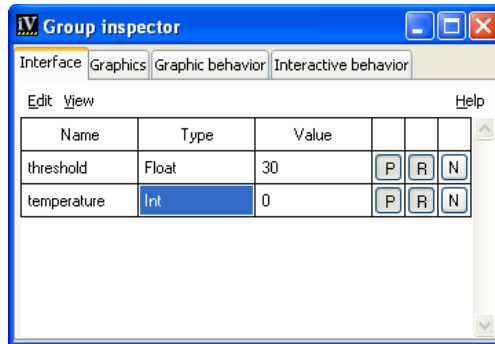 iV Group inspector
Interface Graphics Graphic behavior Interactive behavior
Edit View Help
Name Type Value
threshold Float 30 P R N
temperature Int 0 P R N